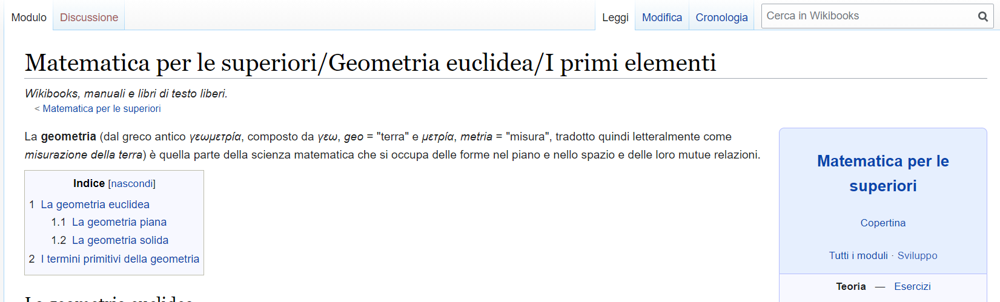 Modulo Discussione Leggi Modifica Cronologia Cerca in Wikibooks
Matematica per le superiori/Geometria euclidea/I primi elementi
Wikibooks, manuali e libri di testo liberi.
< Matematica per le superiori
La geometria (dal greco antico γεωμετρία, composto da γεω, geo = "terra" e μετρία, metria = "misura", tradotto quindi letteralmente come
misurazione della terra) è quella parte della scienza matematica che si occupa delle forme nel piano e nello spazio e delle loro mutue relazioni.
Indice [nascondi]
1 La geometria euclidea
1.1 La geometria piana
1.2 La geometria solida
2 I termini primitivi della geometria
La geometria euclidea
Matematica per le
superiori
Copertina
Tutti i moduli · Sviluppo
Teoria — Esercizi